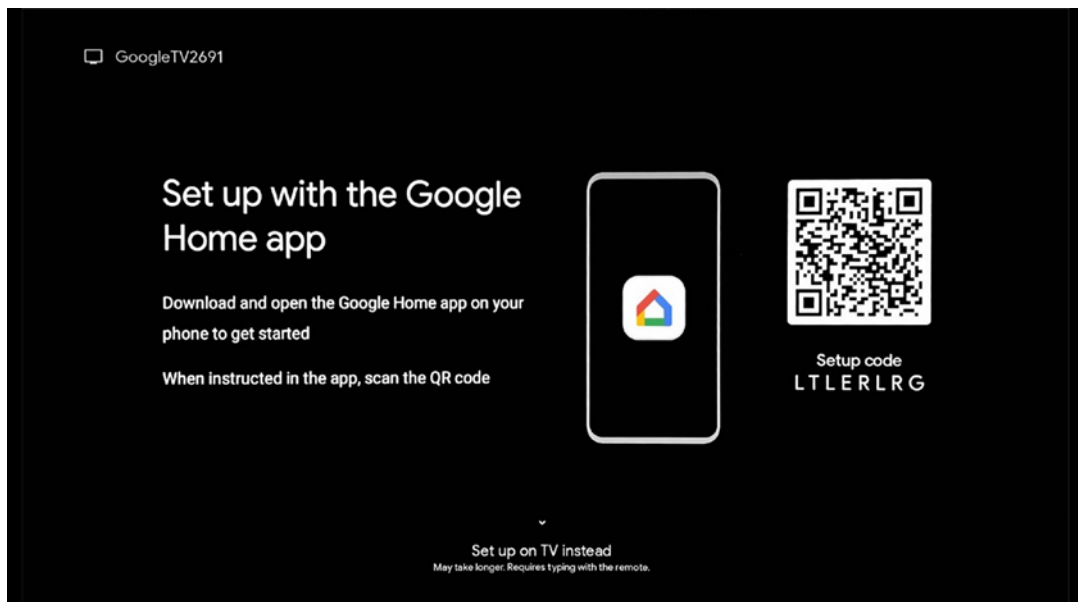 GoogleTV2691
Set up with the Google
Home app
Download and open the Google Home app on your
phone to get started
When instructed in the app, scan the QR code
Setup code
LTLERLRG
Set up on TV instead
May take longer. Requires typing with the remote.